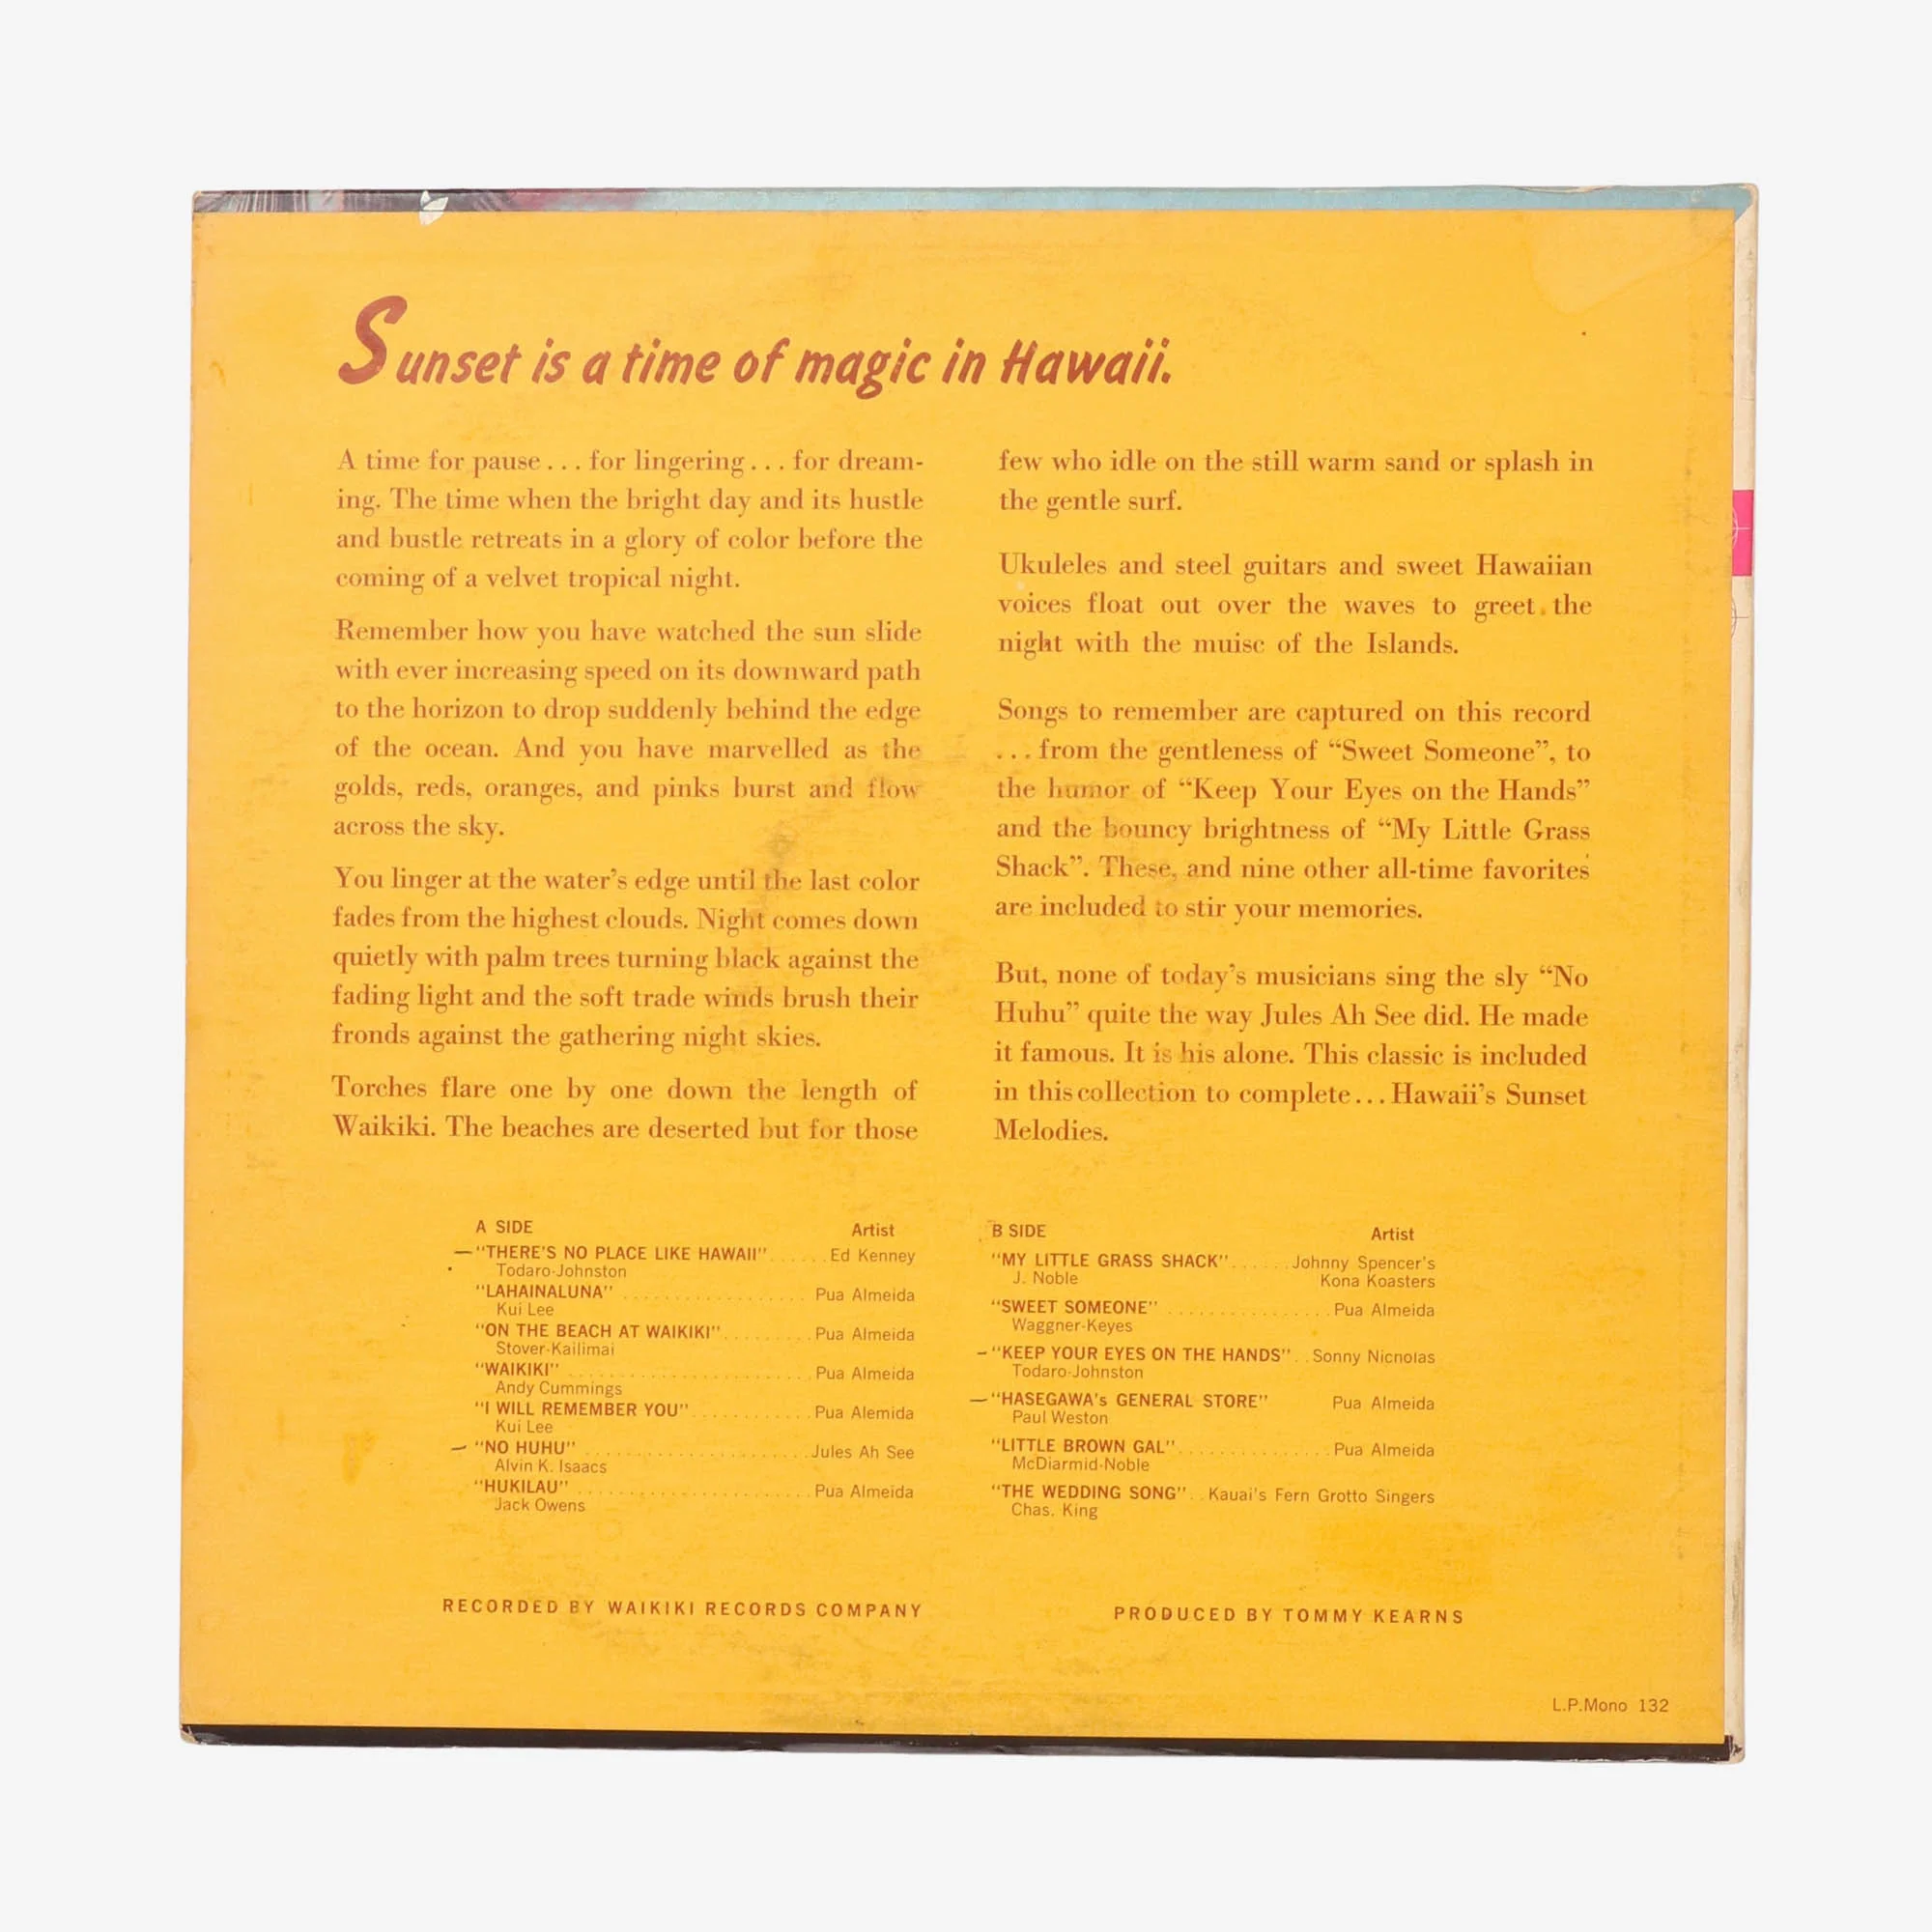 Sunset is a time of magic in Hawaii.
A time for pause... for lingering... for dream-
ing. The time when the bright day and its hustle
and bustle retreats in a glory of color before the
coming of a velvet tropical night.
Remember how you have watched the sun slide
with ever increasing speed on its downward path
to the horizon to drop suddenly behind the edge
of the ocean. And you have marvelled as the
golds, reds, oranges, and pinks burst and flow
across the sky.
You linger at the water's edge until the last color
fades from the highest clouds. Night comes down
quietly with palm trees turning black against the
fading light and the soft trade winds brush their
fronds against the gathering night skies.
Torches flare one by one down the length of
Waikiki. The beaches are deserted but for those
few who idle on the still warm sand or splash in
the gentle surf.
Ukuleles and steel guitars and sweet Hawaiian
voices float out over the waves to greet the
night with the muisc of the Islands.
Songs to remember are captured on this record
... from the gentleness of “Sweet Someone”, to
the humor of “Keep Your Eyes on the Hands”
and the bouncy brightness of “My Little Grass
Shack”. These, and nine other all-time favorites
are included to stir your memories.
But, none of today's musicians sing the sly “No
Huhu” quite the way Jules Ah See did. He made
it famous. It is his alone. This classic is included
in this collection to complete... Hawaii's Sunset
Melodies.
A SIDE Artist
"THERE'S NO PLACE LIKE HAWAII" Ed Kenney
Todaro-Johnston
"LAHAINALUNA" Pua Almeida
Kui Lee
"ON THE BEACH AT WAIKIKI" Pua Almeida
Stover-Kailimai
"WAIKIKI" Pua Almeida
Andy Cummings
"I WILL REMEMBER YOU" Pua Alemida
Kui Lee
"NO HUHU" Jules Ah See
Alvin K. Isaacs
"HUKILAU" Pua Almeida
Jack Owens
B SIDE Artist
"MY LITTLE GRASS SHACK" Johnny Spencer's
J. Noble Kona Koasters
"SWEET SOMEONE" Pua Almeida
Waggner-Keyes
"KEEP YOUR EYES ON THE HANDS" Sonny Nicnolas
Todaro-Johnston
"HASEGAWA's GENERAL STORE" Pua Almeida
Paul Weston
"LITTLE BROWN GAL" Pua Almeida
McDiarmid-Noble
"THE WEDDING SONG" Kauai's Fern Grotto Singers
Chas. King
RECORDED BY WAIKIKI RECORDS COMPANY
PRODUCED BY TOMMY KEARNS
L.P.Mono 132